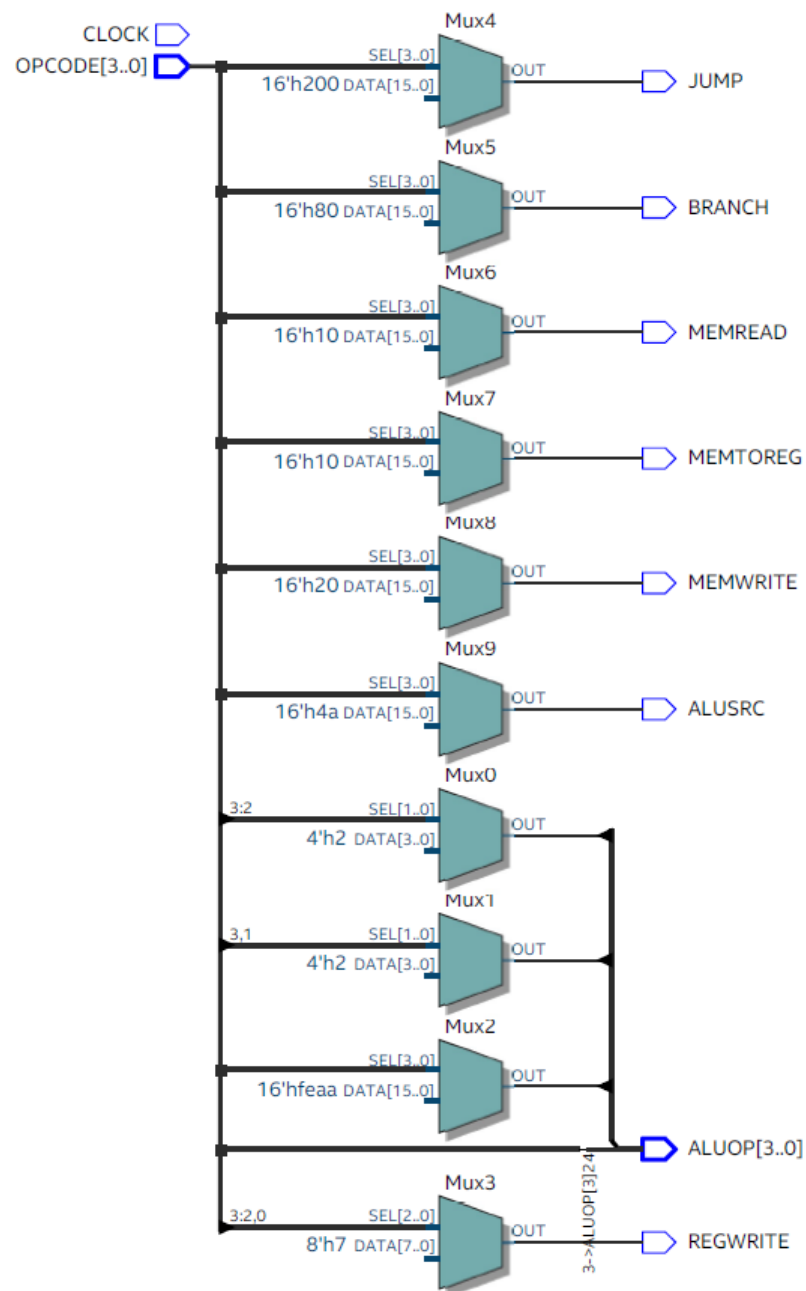 CLOCK
OPCODE[3..0]
Mux4
SEL[3..0]
16'h200 DATA[15..0]
OUT
JUMP
Mux5
SEL[3..0]
16'h80 DATA[15..0]
OUT
BRANCH
Mux6
SEL[3..0]
16'h10 DATA[15..0]
OUT
MEMREAD
Mux7
SEL[3..0]
16'h10 DATA[15..0]
OUT
MEMTOREG
Mux8
SEL[3..0]
16'h20 DATA[15..0]
OUT
MEMWRITE
Mux9
SEL[3..0]
16'h4a DATA[15..0]
OUT
ALUSRC
Mux0
3:2
SEL[1..0]
4'h2 DATA[3..0]
OUT
Mux1
3,1
SEL[1..0]
4'h2 DATA[3..0]
OUT
Mux2
SEL[3..0]
16'hfeaa DATA[15..0]
OUT
ALUOP[3..0]
3->ALUOP[3]24
Mux3
3:2,0
SEL[2..0]
8'h7 DATA[7..0]
OUT
REGWRITE